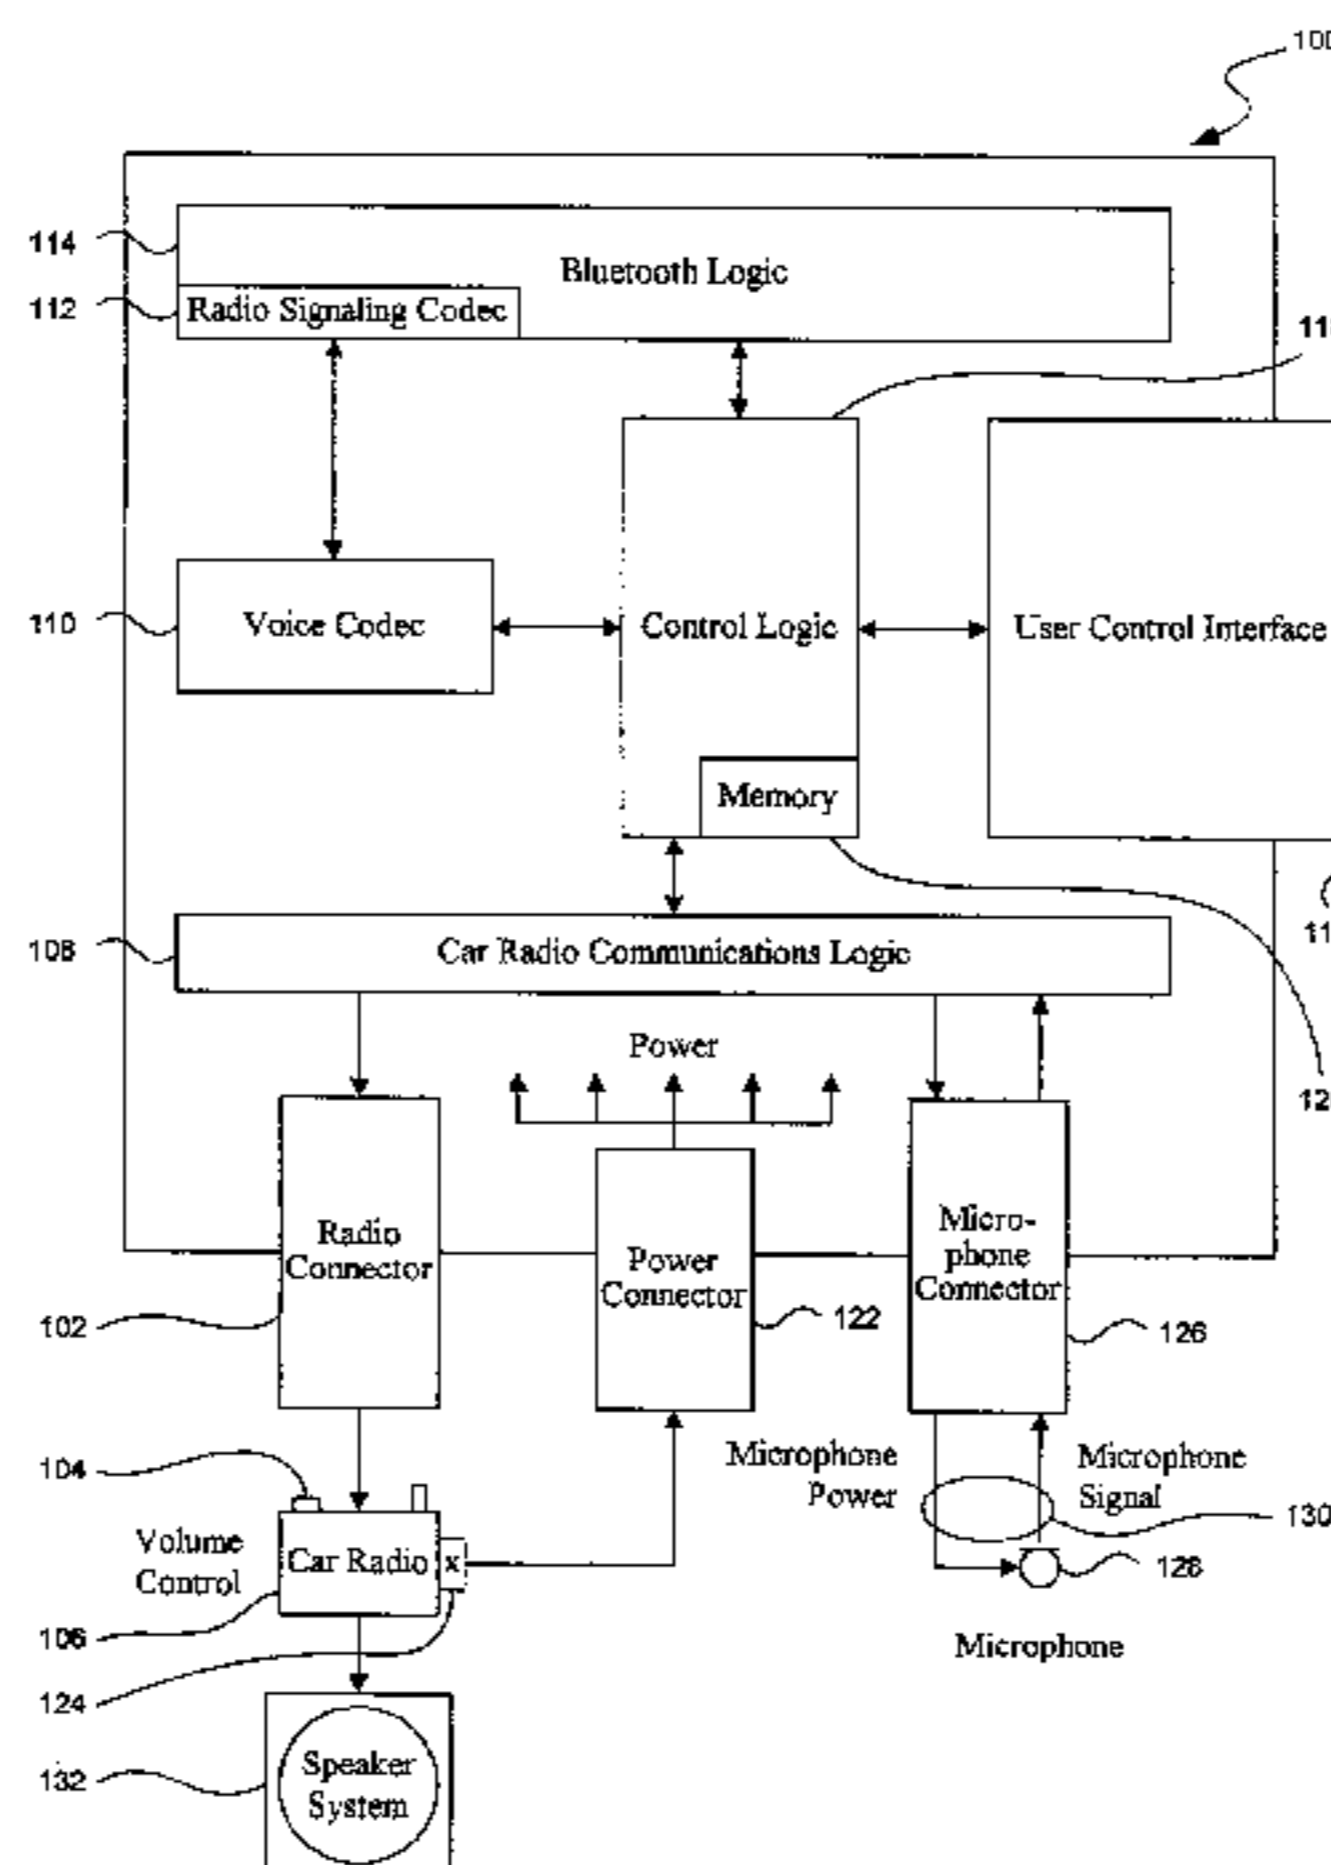 114
Bluetooth Logic
112
Radio Signaling Codec
110
Voice Codec
Control Logic
User Control Interface
Memory
108
Car Radio Communications Logic
Power
Radio
Connector
Power
Connector
Micro-
phone
Connector
102
122
126
104
Microphone
Power
Microphone
Signal
130
Volume
Control
Car Radio
x
128
106
Microphone
124
132
Speaker
System